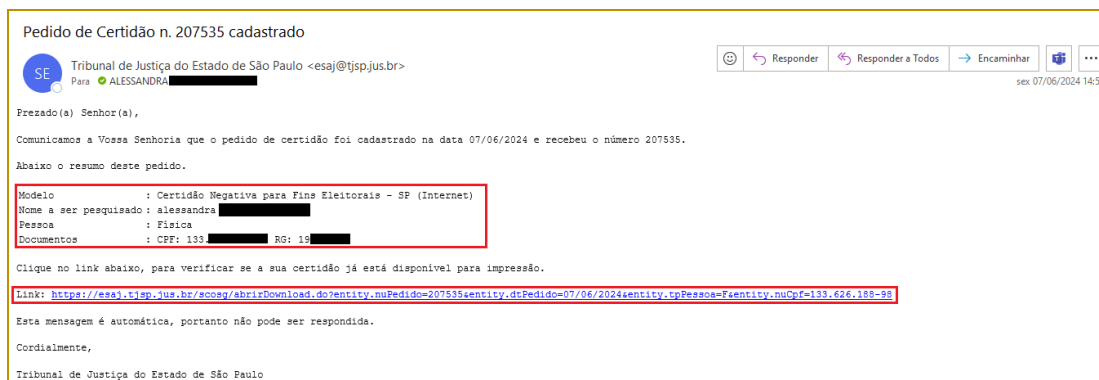 Pedido de Certidão n. 207535 cadastrado
SE
Tribunal de Justiça do Estado de São Paulo <esaj@tjsp.jus.br>
Para ALESSANDRA
Responder
Responder a Todos
Encaminhar
sex 07/06/2024 14:5
Prezado(a) Senhor(a),
Comunicamos a Vossa Senhoria que o pedido de certidão foi cadastrado na data 07/06/2024 e recebeu o número 207535.
Abaixo o resumo deste pedido.
Modelo : Certidão Negativa para Fins Eleitorais - SP (Internet)
Nome a ser pesquisado : alessandra
Pessoa : Física
Documentos : CPF: 133. RG: 19
Clique no link abaixo, para verificar se a sua certidão já está disponível para impressão.
Link: https://esaj.tjsp.jus.br/scosg/abrirDownload.do?entity.nuPedido=207535&entity.dtPedido=07/06/2024&entity.tpPessoa=F&entity.nuCpf=133.626.188-98
Esta mensagem é automática, portanto não pode ser respondida.
Cordialmente,
Tribunal de Justiça do Estado de São Paulo